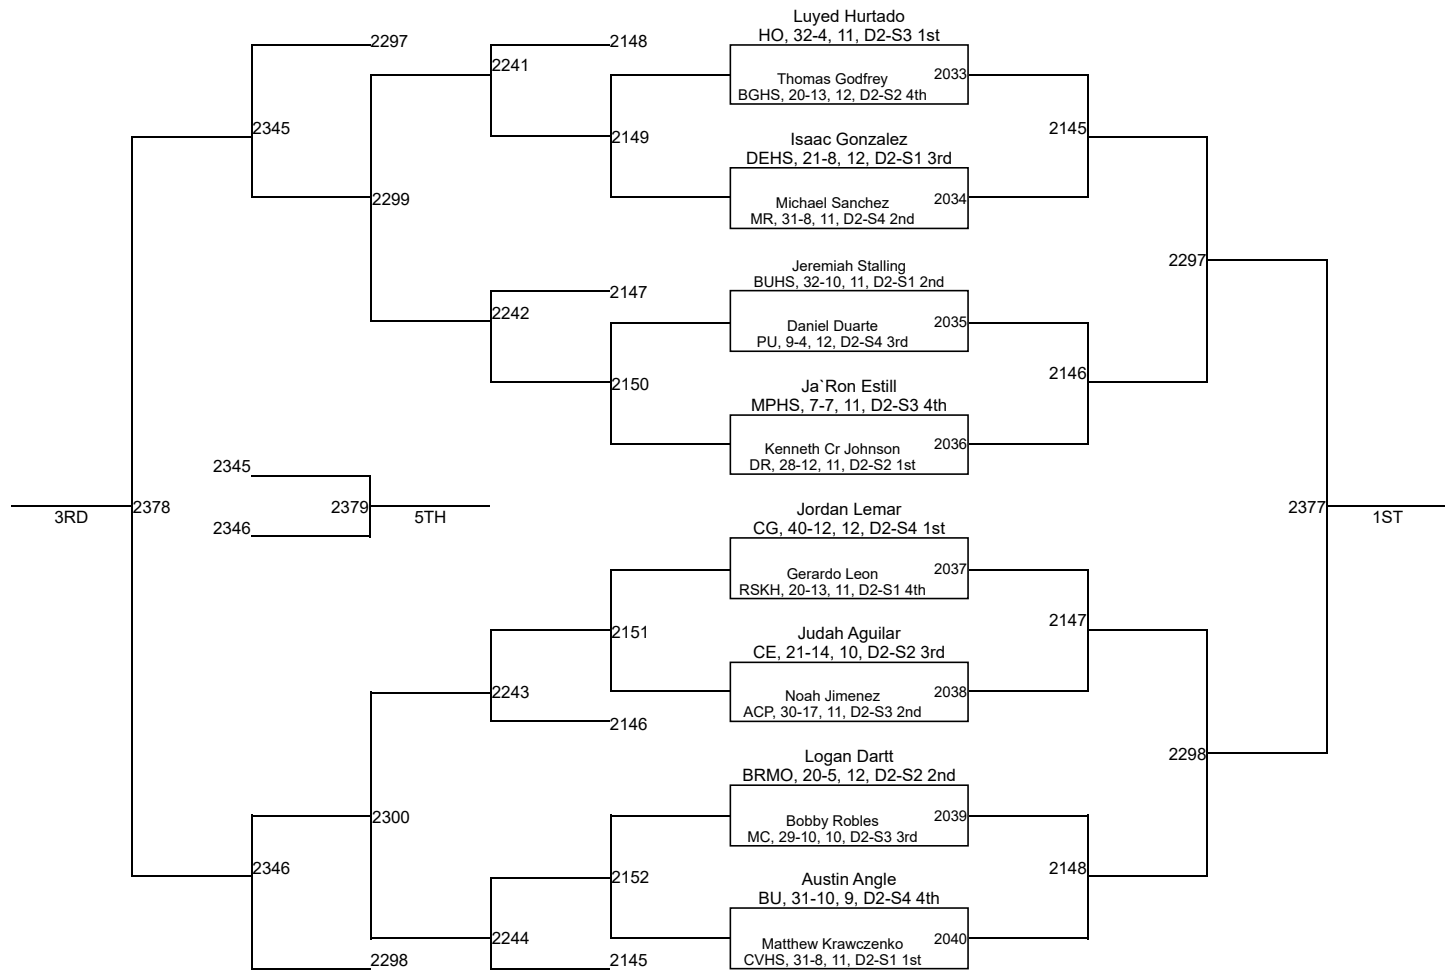 Luyed Hurtado
HO, 32-4, 11, D2-S3 1st
2297
2148
2241
Thomas Godfrey
2033
BGHS, 20-13, 12, D2-S2 4th
2345
2149
Isaac Gonzalez
2145
DEHS, 21-8, 12, D2-S1 3rd
2299
Michael Sanchez
2034
MR, 31-8, 11, D2-S4 2nd
2297
Jeremiah Stalling
BUHS, 32-10, 11, D2-S1 2nd
2147
2242
Daniel Duarte
2035
PU, 9-4, 12, D2-S4 3rd
2150
Ja`Ron Estill
2146
MPHS, 7-7, 11, D2-S3 4th
Kenneth Cr Johnson
2036
DR, 28-12, 11, D2-S2 1st
2345
2378
2379
2377
3RD
5TH
1ST
2346
Jordan Lemar
CG, 40-12, 12, D2-S4 1st
Gerardo Leon
2037
RSKH, 20-13, 11, D2-S1 4th
2151
Judah Aguilar
2147
CE, 21-14, 10, D2-S2 3rd
2243
Noah Jimenez
2038
ACP, 30-17, 11, D2-S3 2nd
2146
2298
Logan Dartt
BRMO, 20-5, 12, D2-S2 2nd
2300
Bobby Robles
2039
MC, 29-10, 10, D2-S3 3rd
2346
2152
Austin Angle
2148
BU, 31-10, 9, D2-S4 4th
2244
Matthew Krawczenko
2040
CVHS, 31-8, 11, D2-S1 1st
2298
2145